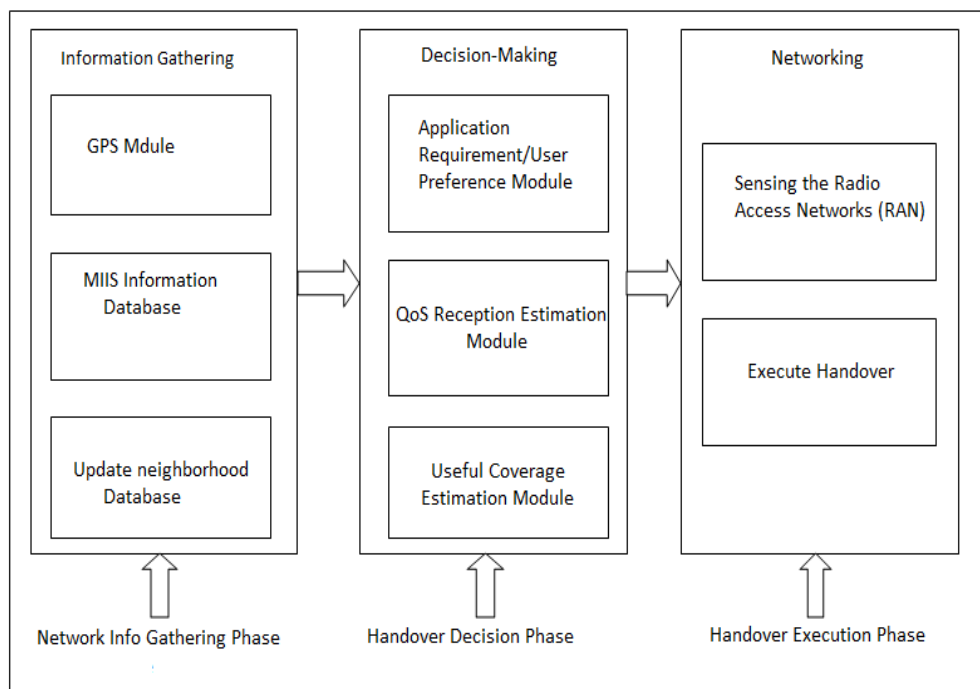 Information Gathering
GPS Mdule
MIIS Information
Database
Update neighborhood
Database
Network Info Gathering Phase
Decision-Making
Application
Requirement/User
Preference Module
QoS Reception Estimation
Module
Useful Coverage
Estimation Module
Handover Decision Phase
Networking
Sensing the Radio
Access Networks (RAN)
Execute Handover
Handover Execution Phase